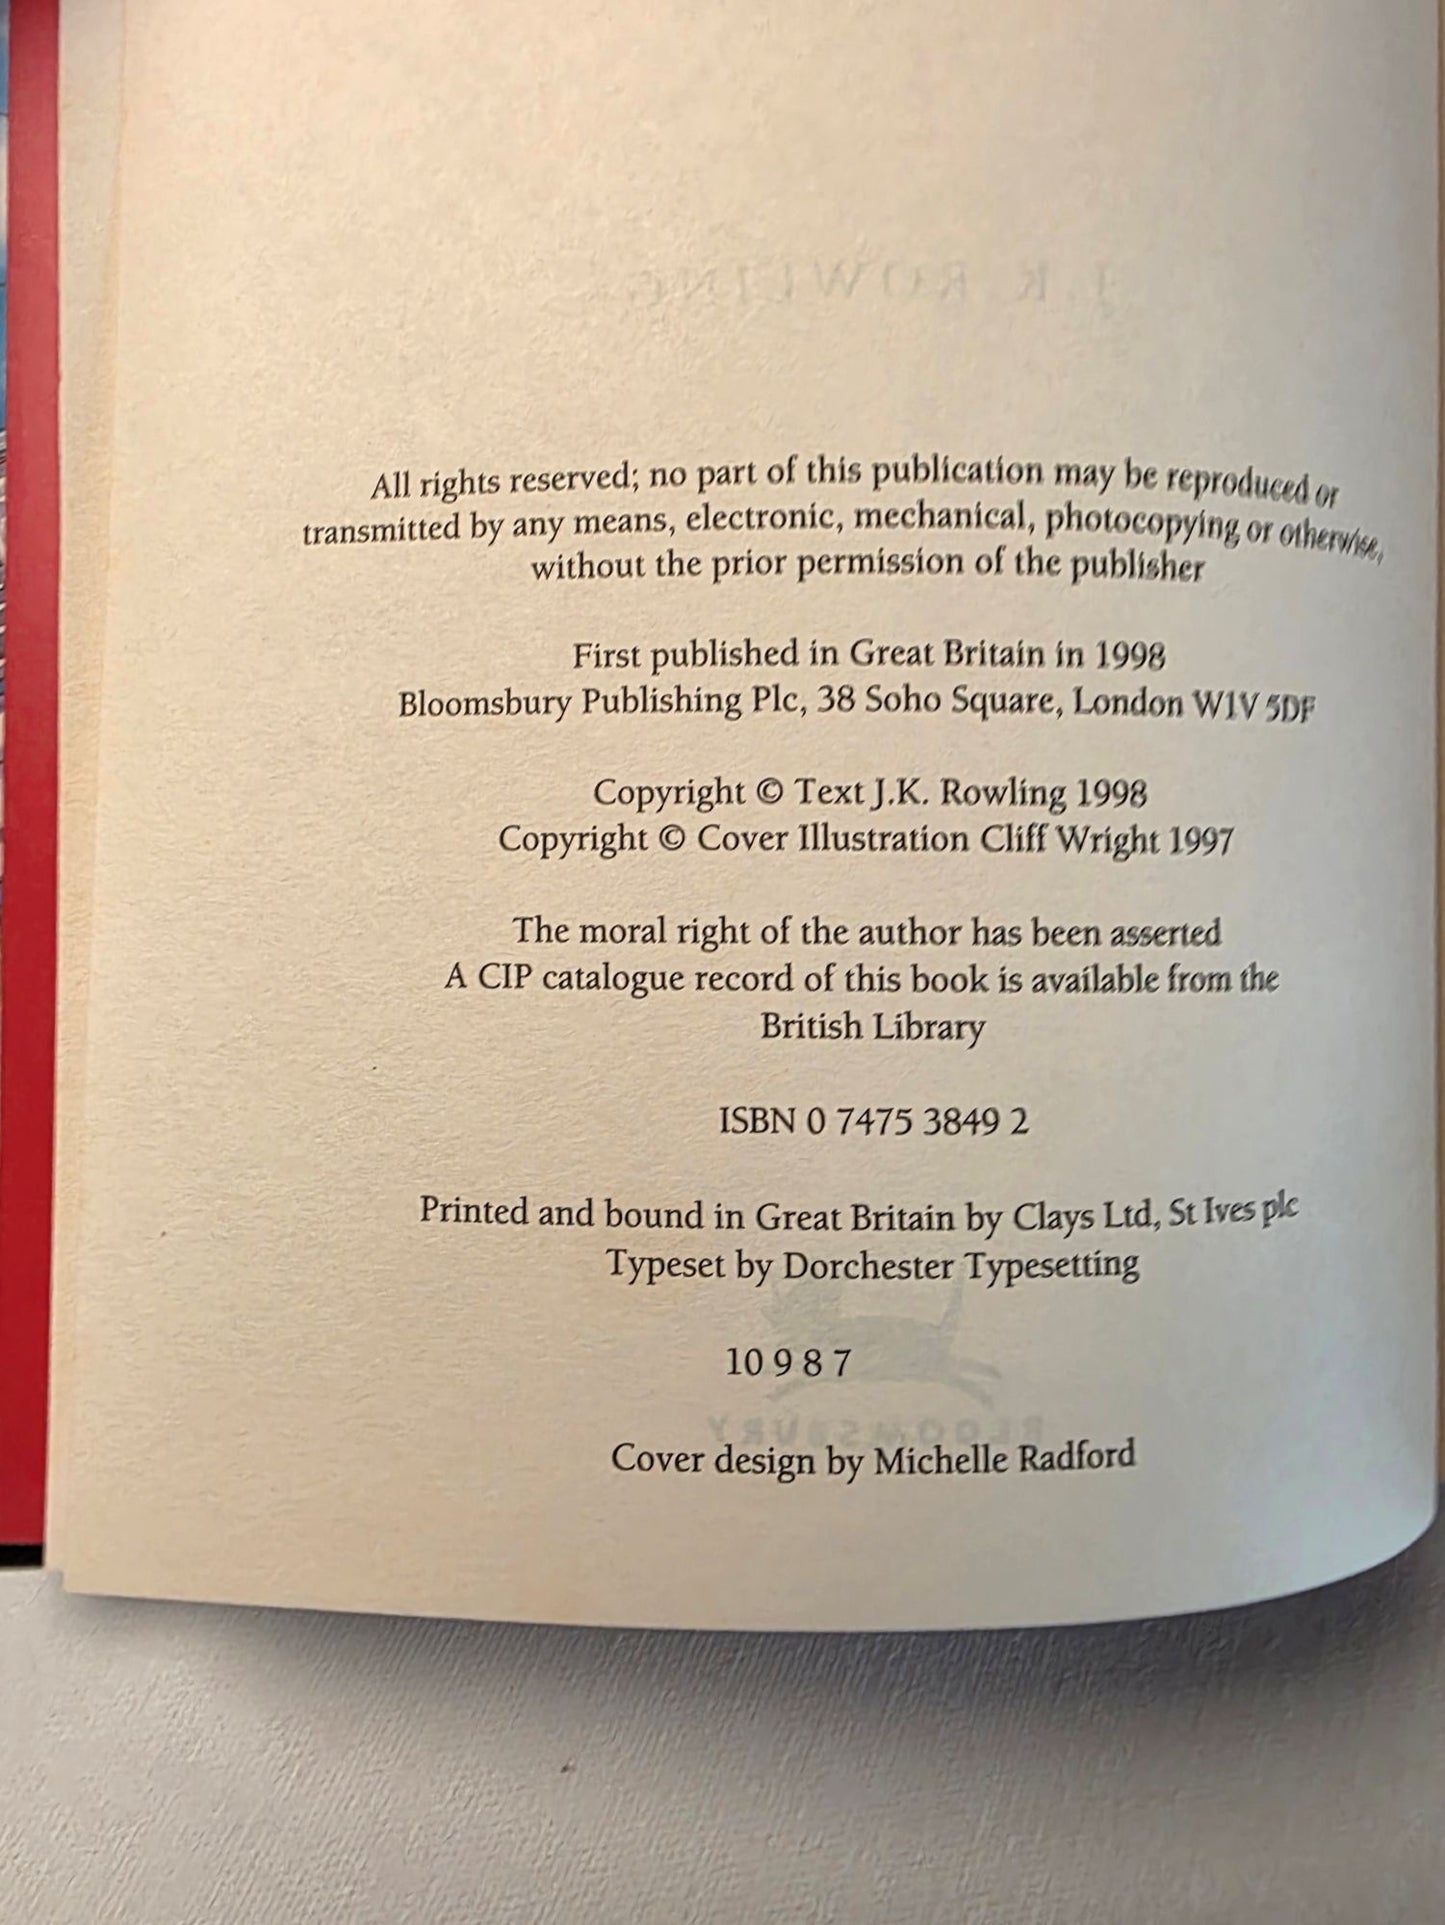 J.K. ROWLING
All rights reserved; no part of this publication may be reproduced or
transmitted by any means, electronic, mechanical, photocopying or otherwise,
without the prior permission of the publisher
First published in Great Britain in 1998
Bloomsbury Publishing Plc, 38 Soho Square, London W1V 5DF
Copyright © Text J.K. Rowling 1998
Copyright © Cover Illustration Cliff Wright 1997
The moral right of the author has been asserted
A CIP catalogue record of this book is available from the
British Library
ISBN 0 7475 3849 2
Printed and bound in Great Britain by Clays Ltd, St Ives plc
Typeset by Dorchester Typesetting
10 9 8 7
BLOOMSBURY
Cover design by Michelle Radford